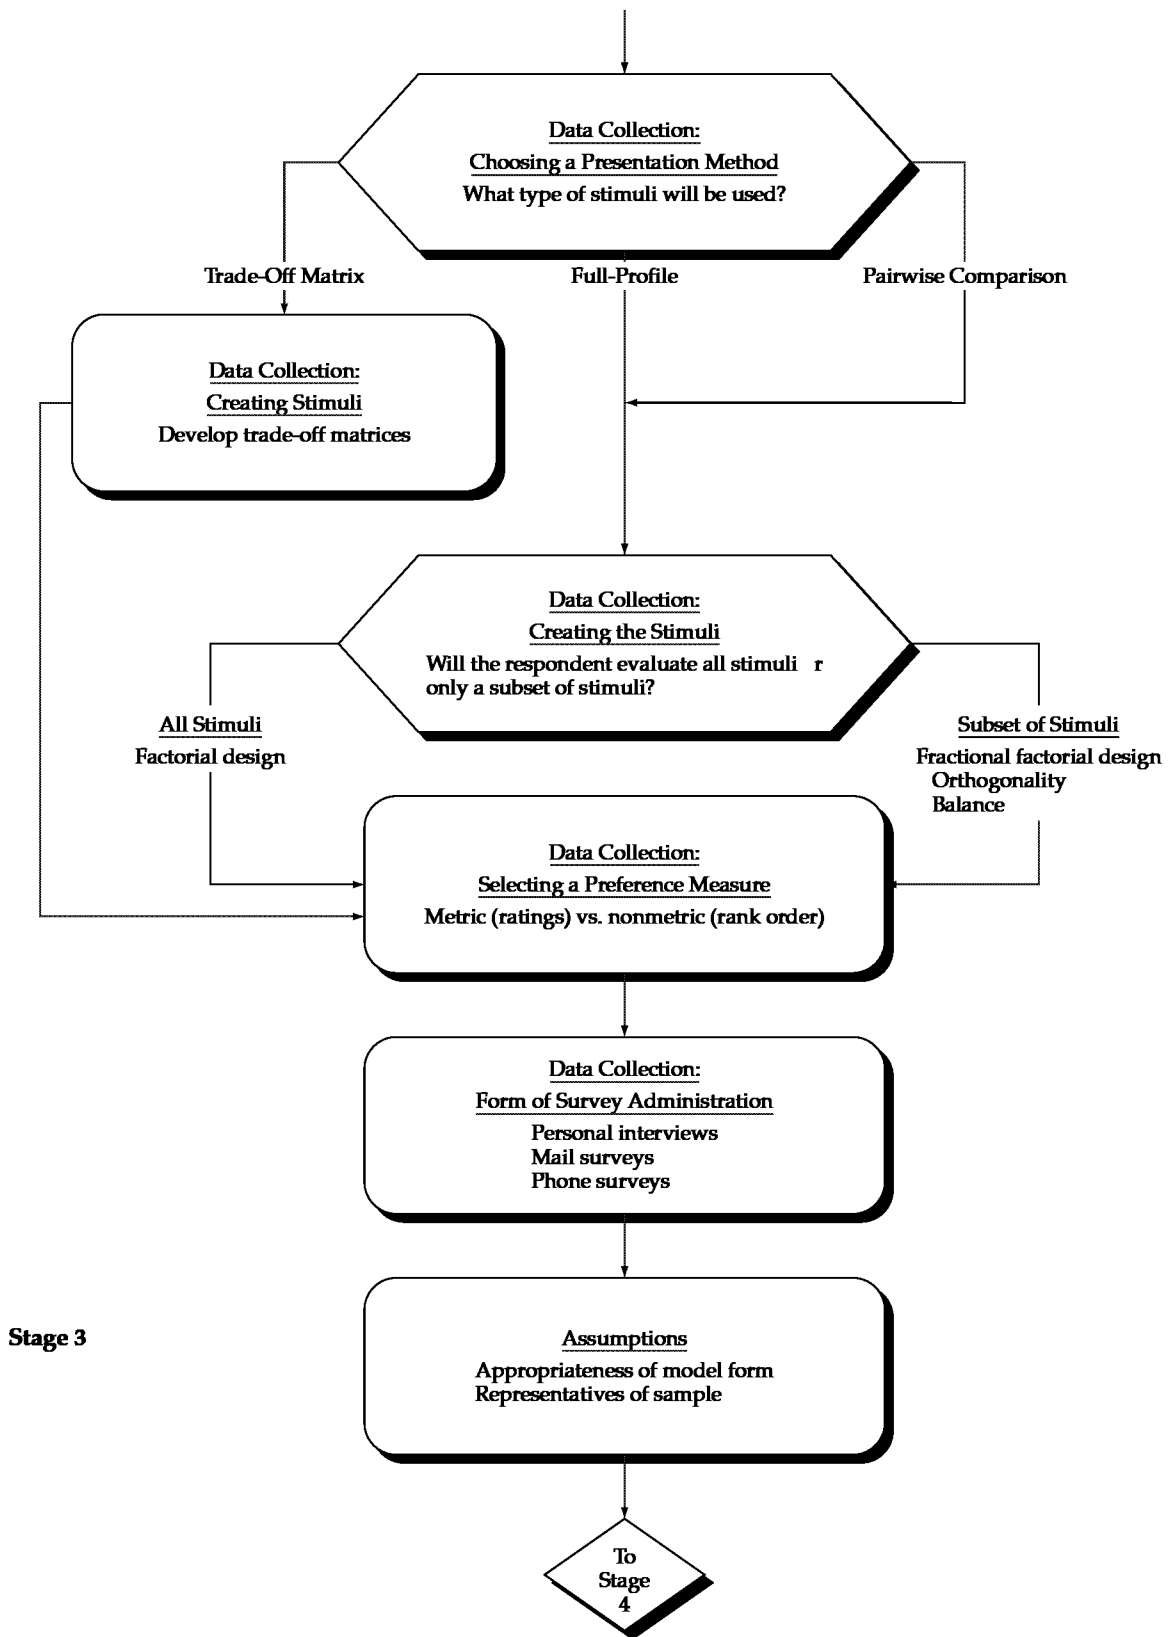 Data Collection:
Choosing a Presentation Method
What type of stimuli will be used?
Trade-Off Matrix
Full-Profile
Pairwise Comparison
Data Collection:
Creating Stimuli
Develop trade-off matrices
Data Collection:
Creating the Stimuli
Will the respondent evaluate all stimuli r
only a subset of stimuli?
All Stimuli
Factorial design
Subset of Stimuli
Fractional factorial design
Orthogonality
Balance
Data Collection:
Selecting a Preference Measure
Metric (ratings) vs. nonmetric (rank order)
Data Collection:
Form of Survey Administration
Personal interviews
Mail surveys
Phone surveys
Stage 3
Assumptions
Appropriateness of model form
Representatives of sample
To
Stage
4